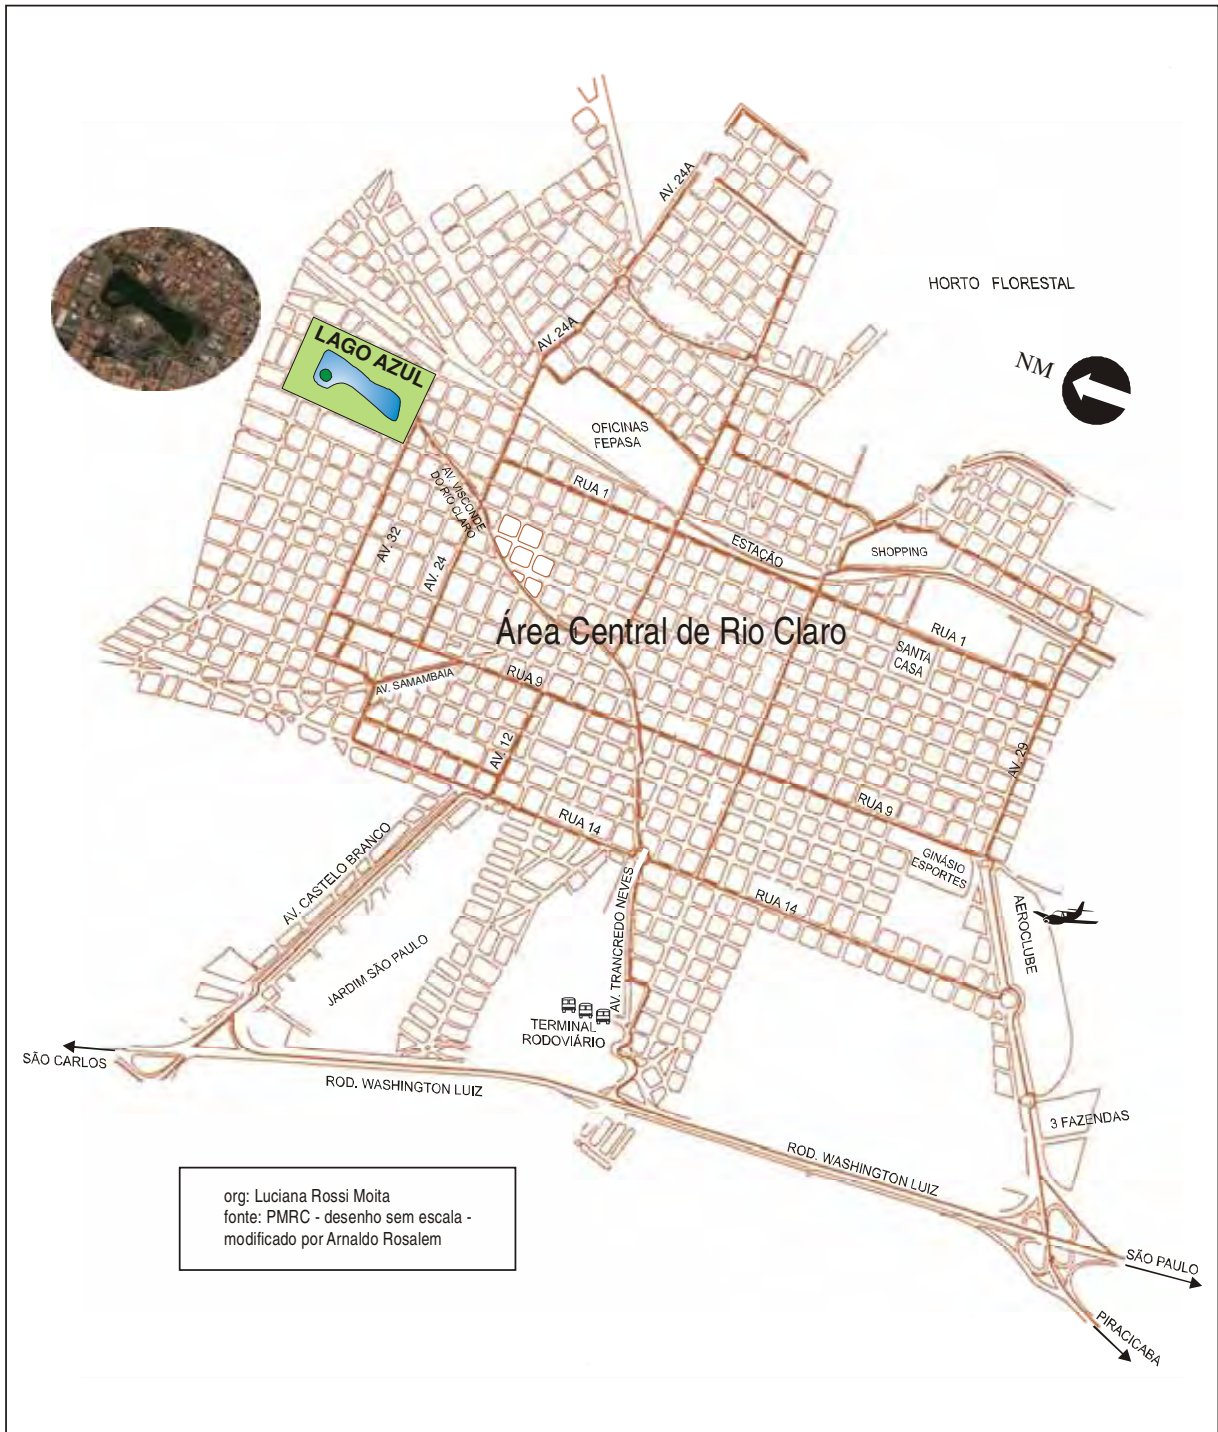 AV. 24A
HORTO FLORESTAL
NM
LAGO AZUL
AV. 24A
OFICINAS
FEPASA
AV. VISCONDE
DO RIO CLARO
RUA 1
AV. 32
AV. 24
ESTAÇÃO
SHOPPING
Área Central de Rio Claro
RUA 1
SANTA
CASA
RUA 9
AV. SAMAMBAIA
AV. 12
AV. 29
RUA 9
RUA 14
AV. CASTELO BRANCO
GINÁSIO
ESPORTES
RUA 14
AV. TRANCREDO NEVES
AEROCLUBE
JARDIM SÃO PAULO
TERMINAL
RODOVIÁRIO
SÃO CARLOS
ROD. WASHINGTON LUIZ
3 FAZENDAS
ROD. WASHINGTON LUIZ
org: Luciana Rossi Moita
fonte: PMRC - desenho sem escala -
modificado por Arnaldo Rosalem
SÃO PAULO
PIRACICABA